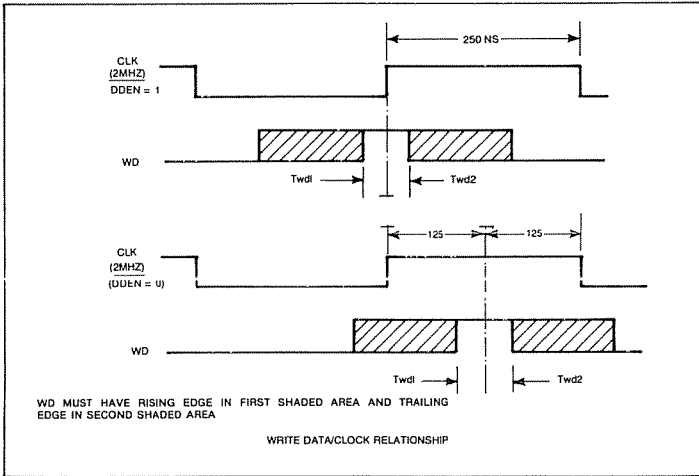 250 NS
CLK
(2MHZ)
DDEN = 1
WD
Twdl
Twd2
125
125
CLK
(2MHZ)
(DDEN = 0)
WD
Twdl
Twd2
WD MUST HAVE RISING EDGE IN FIRST SHADED AREA AND TRAILING
EDGE IN SECOND SHADED AREA
WRITE DATA/CLOCK RELATIONSHIP